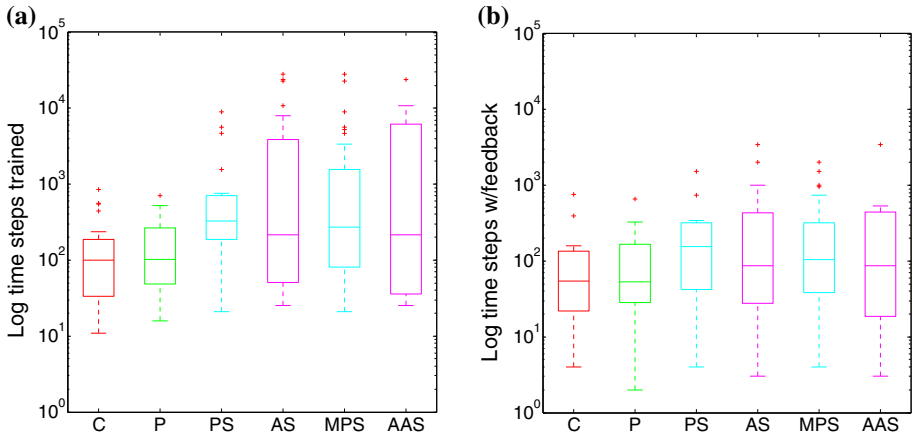 (a)
Log time steps trained
10^5
10^4
10^3
10^2
10^1
10^0
C P PS AS MPS AAS
(b)
Log time steps w/feedback
10^5
10^4
10^3
10^2
10^1
10^0
C P PS AS MPS AAS